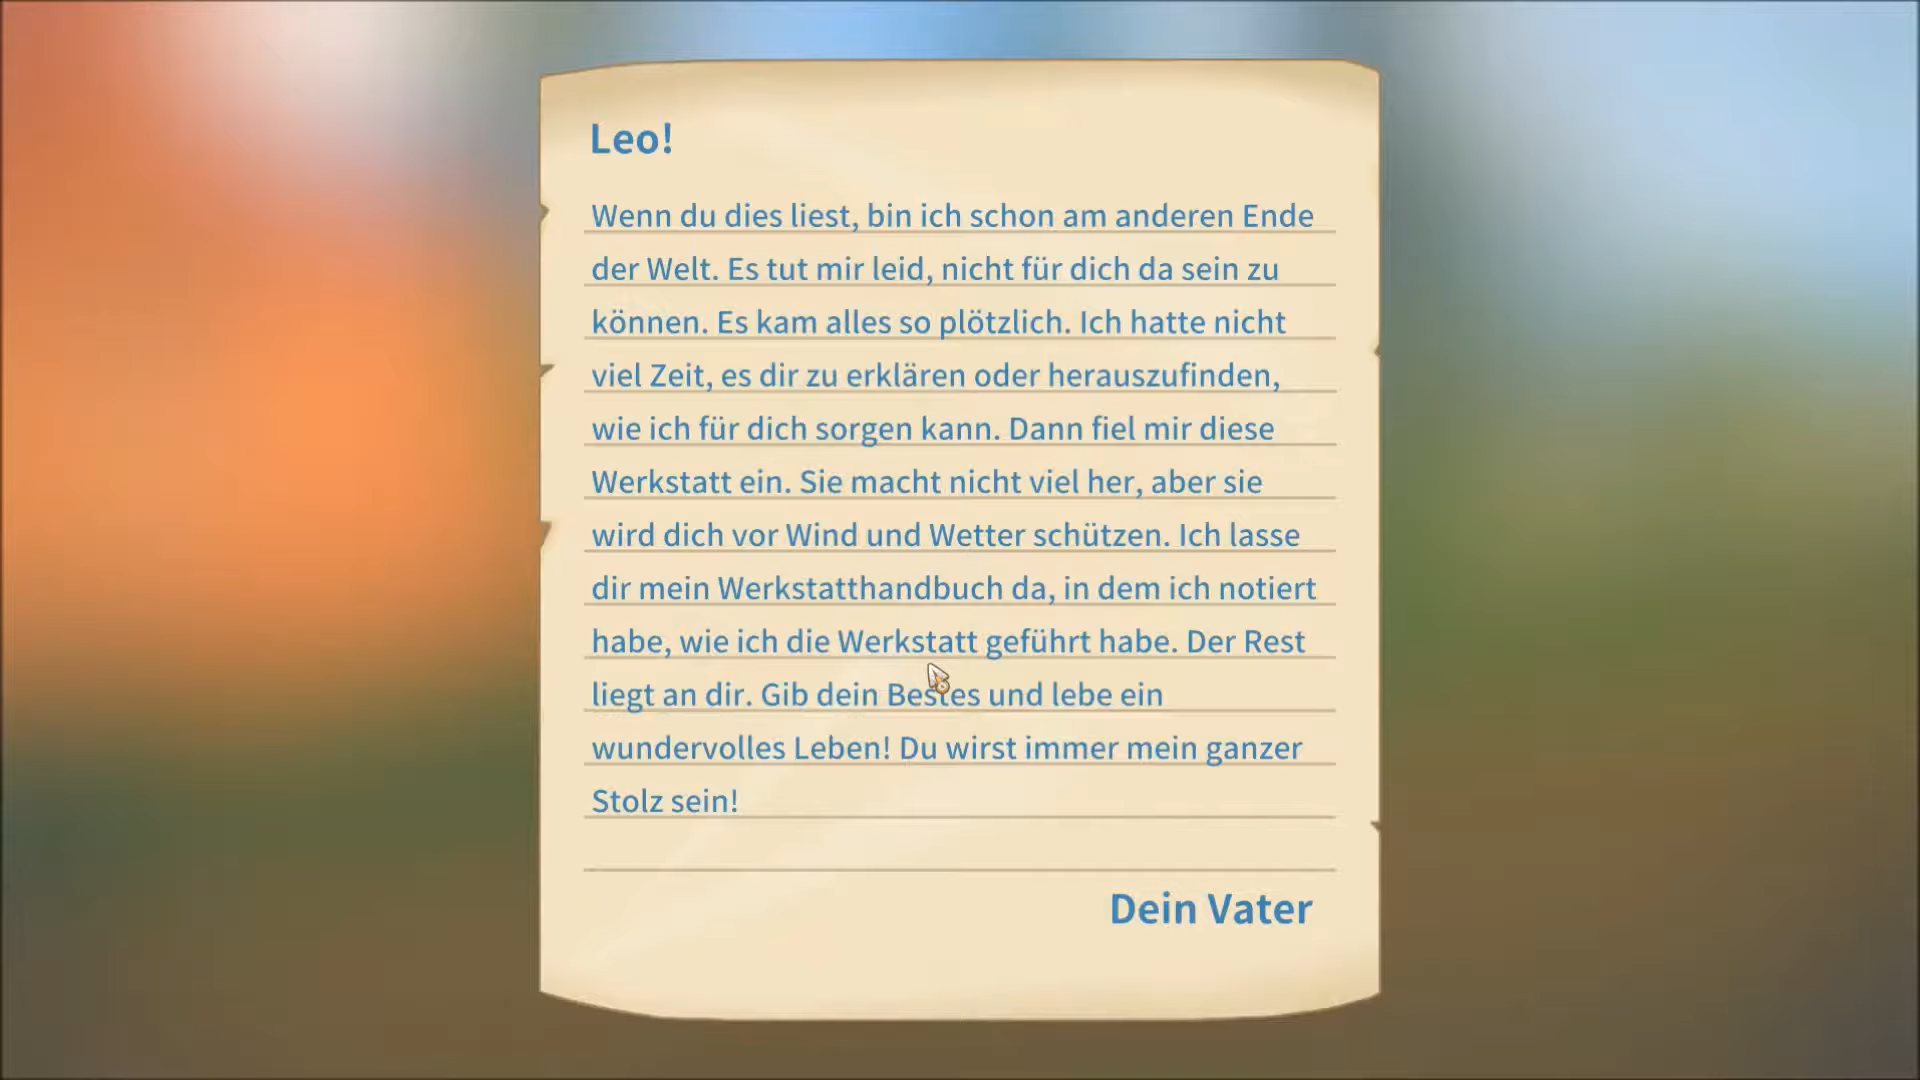 Leo!
Wenn du dies liest, bin ich schon am anderen Ende
der Welt. Es tut mir leid, nicht für dich da sein zu
können. Es kam alles so plötzlich. Ich hatte nicht
viel Zeit, es dir zu erklären oder herauszufinden,
wie ich für dich sorgen kann. Dann fiel mir diese
Werkstatt ein. Sie macht nicht viel her, aber sie
wird dich vor Wind und Wetter schützen. Ich lasse
dir mein Werkstatthandbuch da, in dem ich notiert
habe, wie ich die Werkstatt geführt habe. Der Rest
liegt an dir. Gib dein Bestes und lebe ein
wundervolles Leben! Du wirst immer mein ganzer
Stolz sein!
Dein Vater